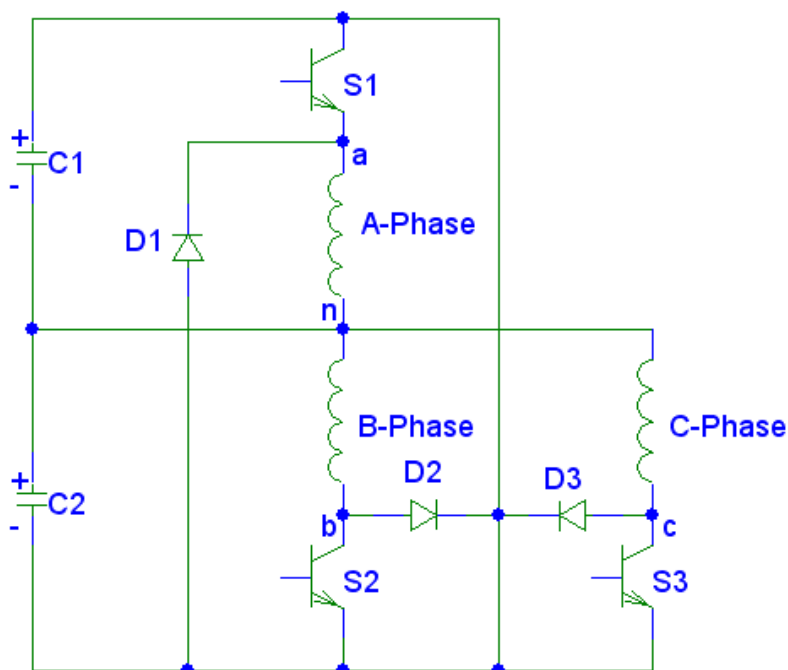 S1
+
C1
-
a
D1
A-Phase
n
B-Phase
C-Phase
+
C2
-
D2
D3
b
c
S2
S3